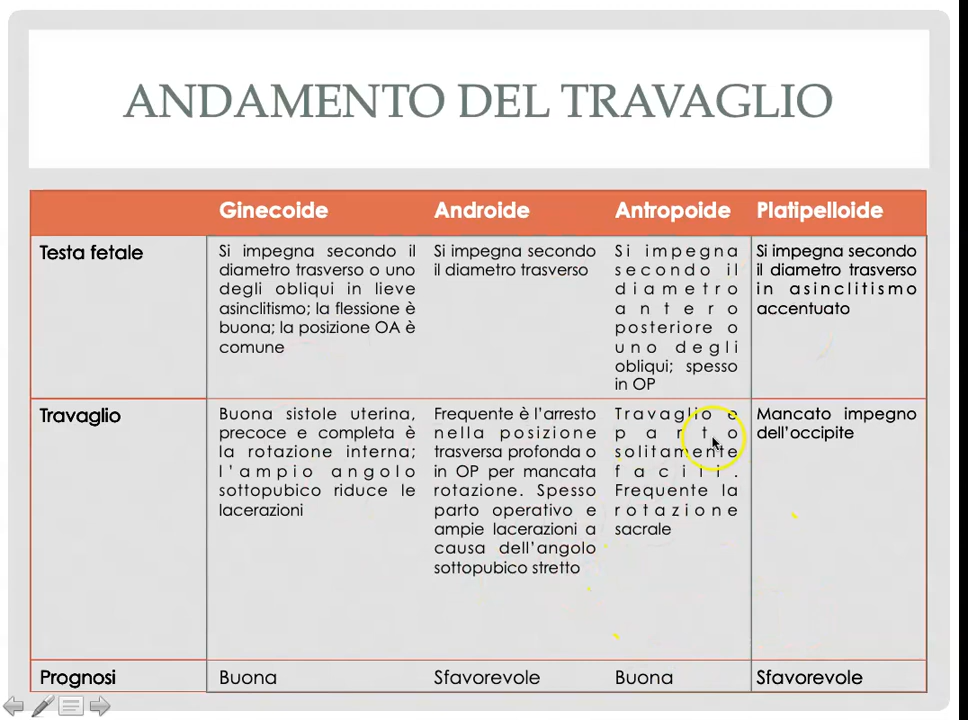 ANDAMENTO DEL TRAVAGLIO
Ginecoide
Androide
Antropoide
Platipelloide
Testa fetale
Si impegna secondo il
diametro trasverso o uno
degli obliqui in lieve
asinclitismo; la flessione è
buona; la posizione OA è
comune
Si impegna secondo
il diametro trasverso
Si impegna
secondo il
diametro
antero
posteriore o
uno degli
obliqui; spesso
in OP
Si impegna secondo
il diametro trasverso
in asinclitismo
accentuato
Travaglio
Buona sistole uterina,
precoce e completa è
la rotazione interna;
l'ampio angolo
sottopubico riduce le
lacerazioni
Frequente è l'arresto
nella posizione
trasversa profonda o
in OP per mancata
rotazione. Spesso
parto operativo e
ampie lacerazioni a
causa dell'angolo
sottopubico stretto
Travaglio e
parto
solitamente
facili.
Frequente la
rotazione
sacrale
Mancato impegno
dell'occipite
Prognosi
Buona
Sfavorevole
Buona
Sfavorevole